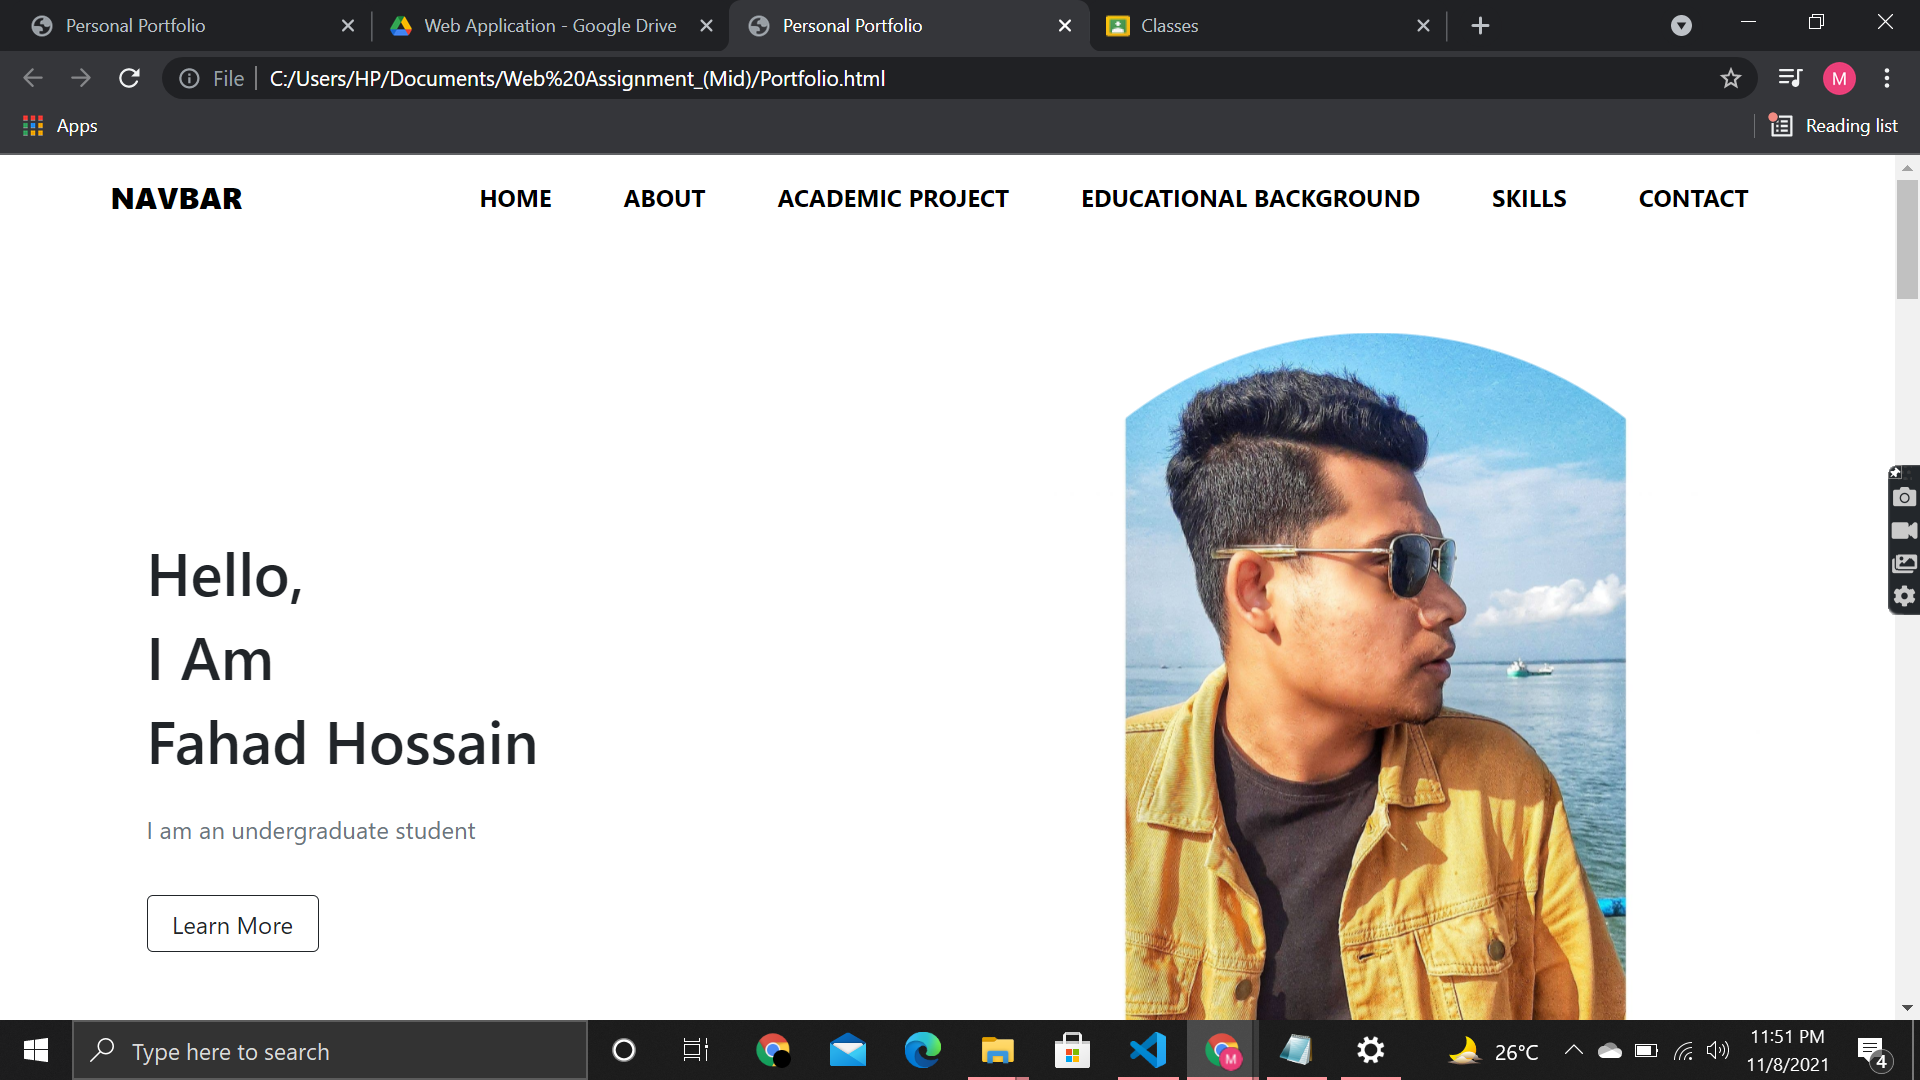 Personal Portfolio
Web Application - Google Drive
Personal Portfolio
Classes
File
C:/Users/HP/Documents/Web%20Assignment_(Mid)/Portfolio.html
M
Apps
Reading list
NAVBAR
HOME
ABOUT
ACADEMIC PROJECT
EDUCATIONAL BACKGROUND
SKILLS
CONTACT
Hello,
I Am
Fahad Hossain
I am an undergraduate student
Learn More
Type here to search
M
26°C
11:51 PM
11/8/2021
4